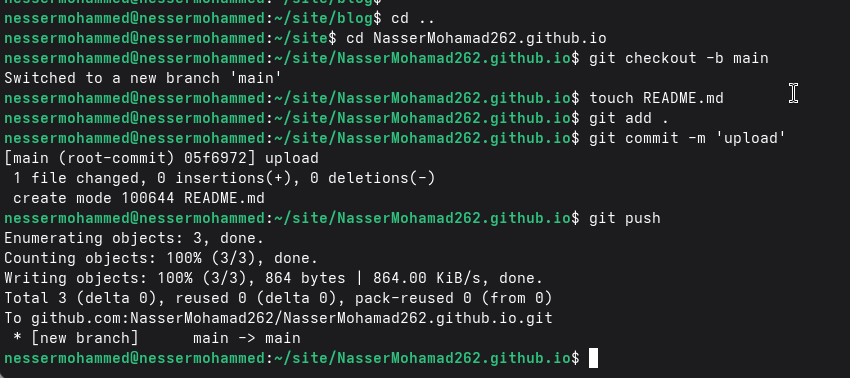 nessermohammed@nessermohammed:~/site/blog$
nessermohammed@nessermohammed:~/site/blog$ cd ..
nessermohammed@nessermohammed:~/site$ cd NasserMohamad262.github.io
nessermohammed@nessermohammed:~/site/NasserMohamad262.github.io$ git checkout -b main
Switched to a new branch 'main'
nessermohammed@nessermohammed:~/site/NasserMohamad262.github.io$ touch README.md
nessermohammed@nessermohammed:~/site/NasserMohamad262.github.io$ git add .
nessermohammed@nessermohammed:~/site/NasserMohamad262.github.io$ git commit -m 'upload'
[main (root-commit) 05f6972] upload
 1 file changed, 0 insertions(+), 0 deletions(-)
 create mode 100644 README.md
nessermohammed@nessermohammed:~/site/NasserMohamad262.github.io$ git push
Enumerating objects: 3, done.
Counting objects: 100% (3/3), done.
Writing objects: 100% (3/3), 864 bytes | 864.00 KiB/s, done.
Total 3 (delta 0), reused 0 (delta 0), pack-reused 0 (from 0)
To github.com:NasserMohamad262/NasserMohamad262.github.io.git
 * [new branch]      main -> main
nessermohammed@nessermohammed:~/site/NasserMohamad262.github.io$